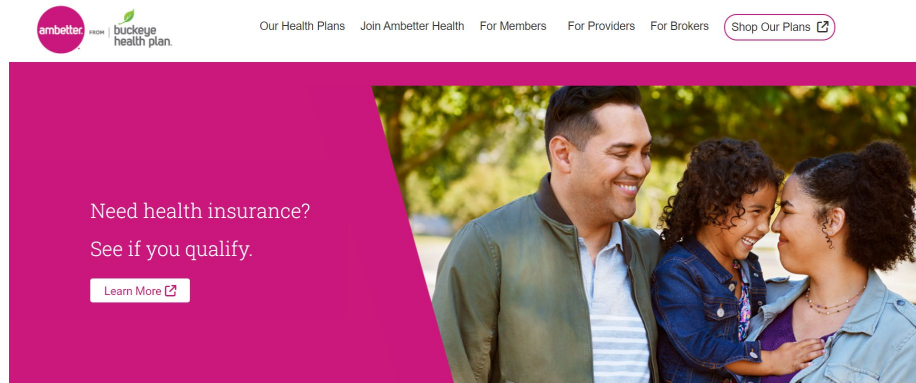 ambetter. FROM buckeye health plan.
Our Health Plans Join Ambetter Health For Members For Providers For Brokers Shop Our Plans
Need health insurance?
See if you qualify.
Learn More